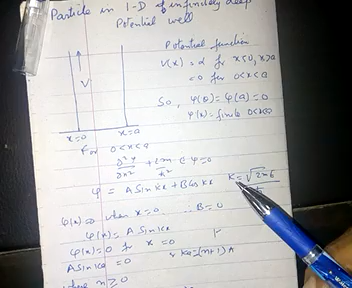 Particle in 1-D of infinitely deep
Potential well
Potential function
V(x) = α for x<0, x>a
= 0 for 0<x<a
V
So, φ(0) = φ(a) = 0
φ(x) = finite 0<x<a
x=0
x=a
For 0<x<a
φ = A Sin kx + B Cos kx
K = √2mE
φ(x) = when x=0 B=0
φ(x) = A Sin kx
φ(x) = 0 for x=0
A Sin ka = 0
Ka = (n+1) π
where n ≥ 0